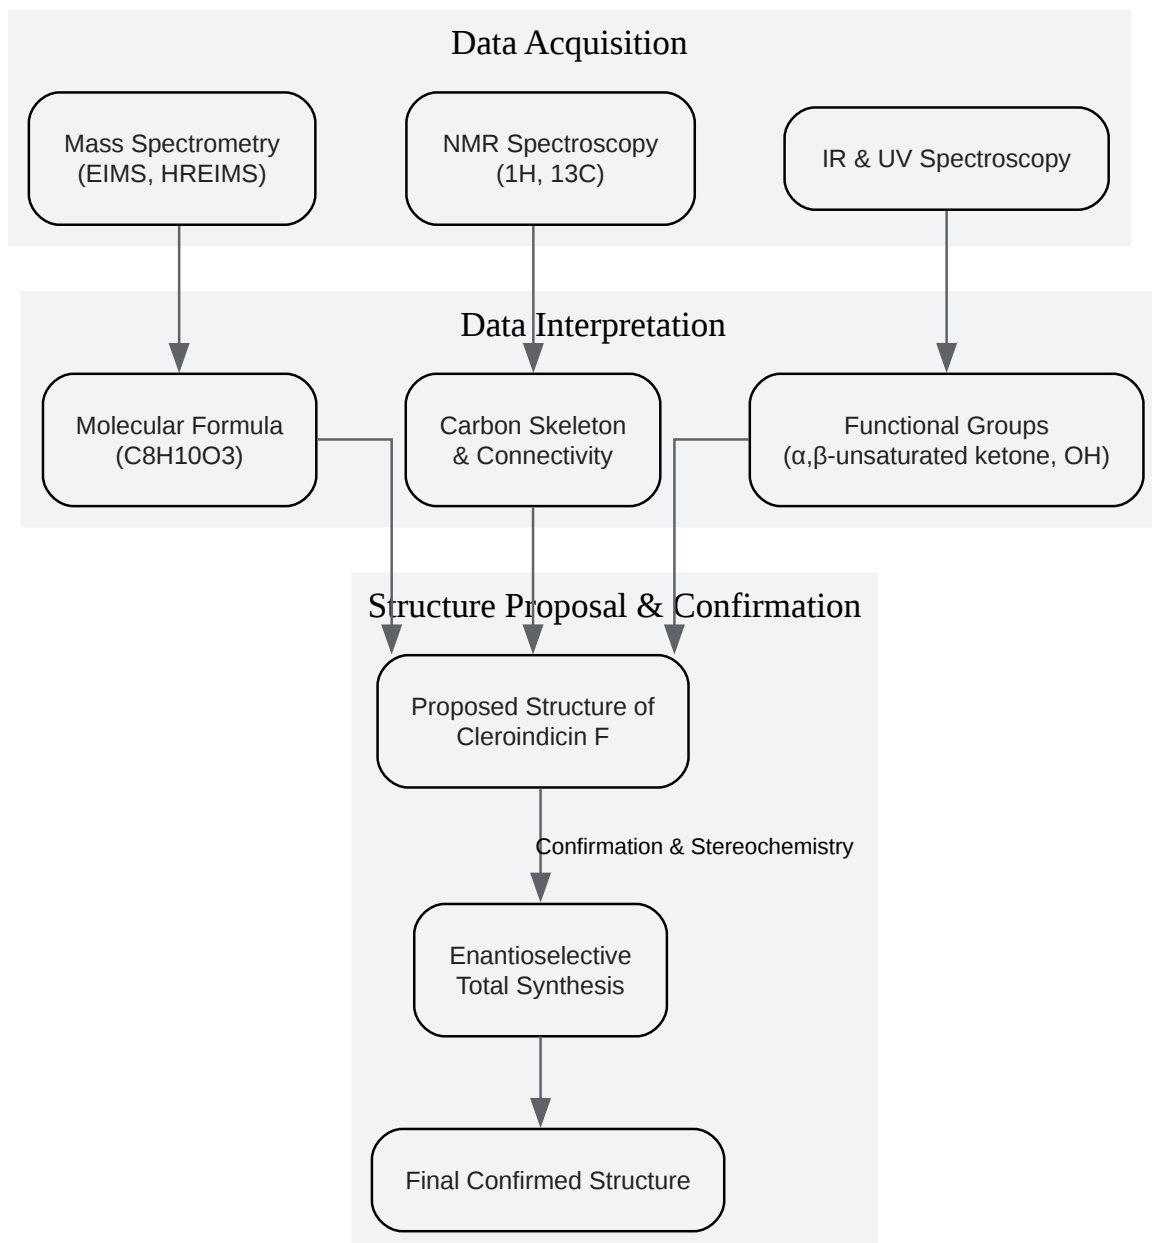 Data Acquisition
Mass Spectrometry
(EIMS, HREIMS)
NMR Spectroscopy
(1H, 13C)
IR & UV Spectroscopy
Data Interpretation
Molecular Formula
(C8H10O3)
Carbon Skeleton
& Connectivity
Functional Groups
(α,β-unsaturated ketone, OH)
Structure Proposal & Confirmation
Proposed Structure of
Cleroindicin F
Confirmation & Stereochemistry
Enantioselective
Total Synthesis
Final Confirmed Structure